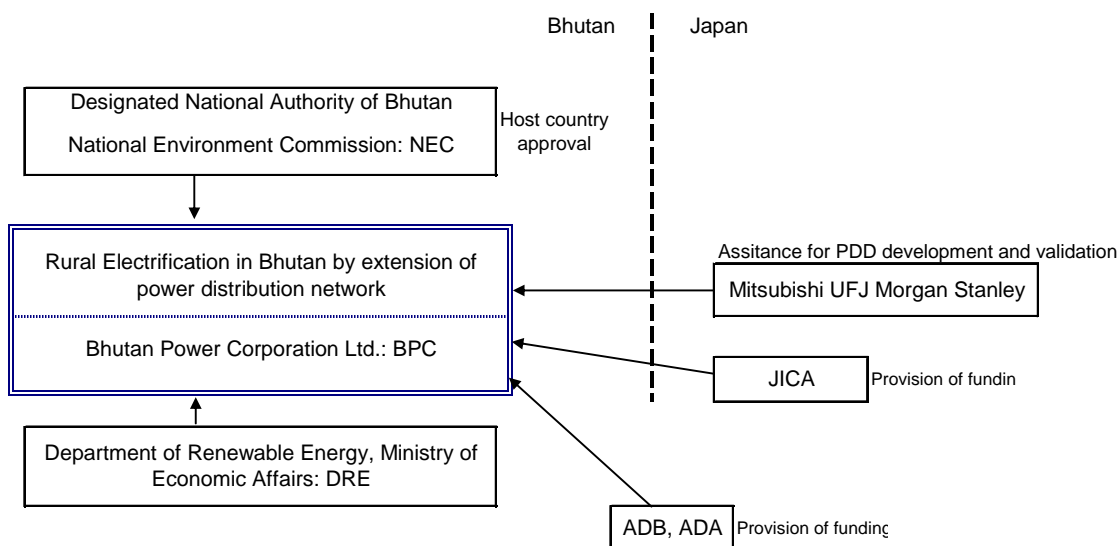 Bhutan
Japan
Designated National Authority of Bhutan
National Environment Commission: NEC
Host country
approval
Rural Electrification in Bhutan by extension of
power distribution network
Bhutan Power Corporation Ltd.: BPC
Assitance for PDD development and validation
Mitsubishi UFJ Morgan Stanley
JICA
Provision of fundin
Department of Renewable Energy, Ministry of
Economic Affairs: DRE
ADB, ADA
Provision of funding